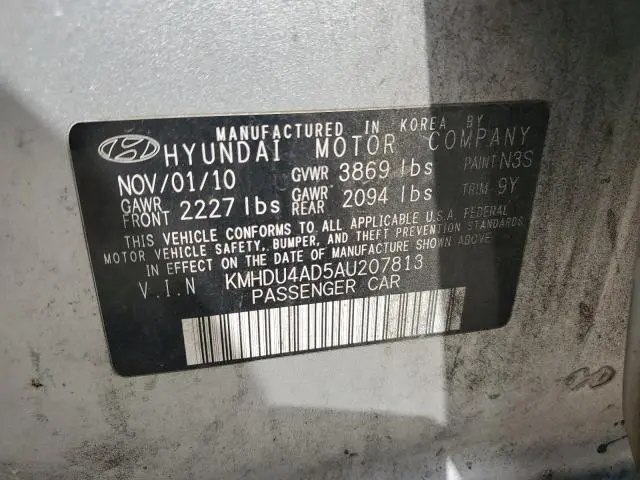 MANUFACTURED IN KOREA BY
HYUNDAI MOTOR COMPANY
NOV/01/10 GVWR 3869 lbs PAINT N3S
GAWR FRONT 2227 lbs GAWR REAR 2094 lbs TRIM 9Y
THIS VEHICLE CONFORMS TO ALL APPLICABLE U.S.A. FEDERAL
MOTOR VEHICLE SAFETY, BUMPER, AND THEFT PREVENTION STANDARDS
IN EFFECT ON THE DATE OF MANUFACTURE SHOWN ABOVE
V.I.N KMHDU4AD5AU207813
PASSENGER CAR